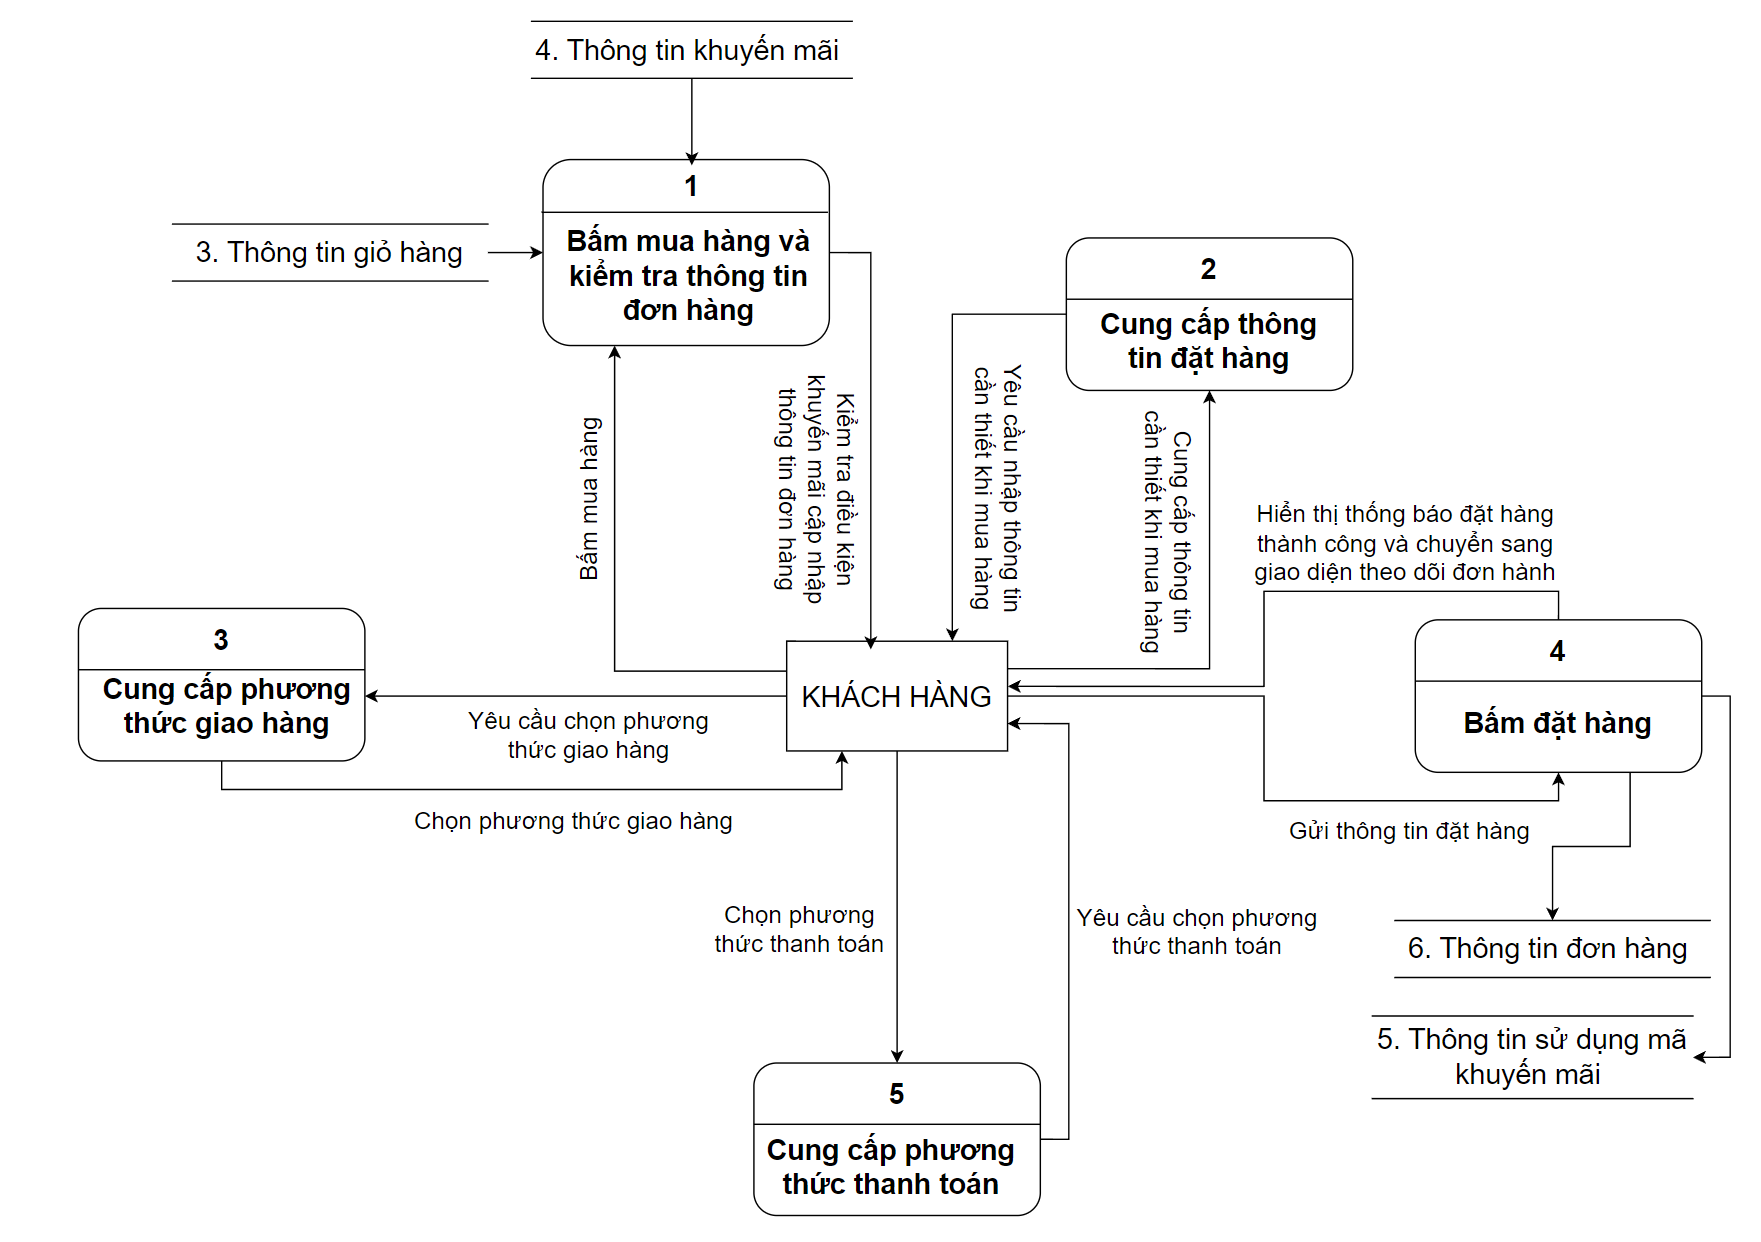 4. Thông tin khuyến mãi
1
Bấm mua hàng và
kiểm tra thông tin
đơn hàng
3. Thông tin giỏ hàng
2
Cung cấp thông
tin đặt hàng
Bấm mua hàng
Kiểm tra điều kiện
khuyến mãi cập nhập
thông tin đơn hàng
Yêu cầu nhập thông tin
cần thiết khi mua hàng
Cung cấp thông tin
cần thiết khi mua hàng
Hiển thị thống báo đặt hàng
thành công và chuyển sang
giao diện theo dõi đơn hành
3
Cung cấp phương
thức giao hàng
KHÁCH HÀNG
4
Bấm đặt hàng
Yêu cầu chọn phương
thức giao hàng
Chọn phương thức giao hàng
Gửi thông tin đặt hàng
Chọn phương
thức thanh toán
Yêu cầu chọn phương
thức thanh toán
6. Thông tin đơn hàng
5. Thông tin sử dụng mã
khuyến mãi
5
Cung cấp phương
thức thanh toán